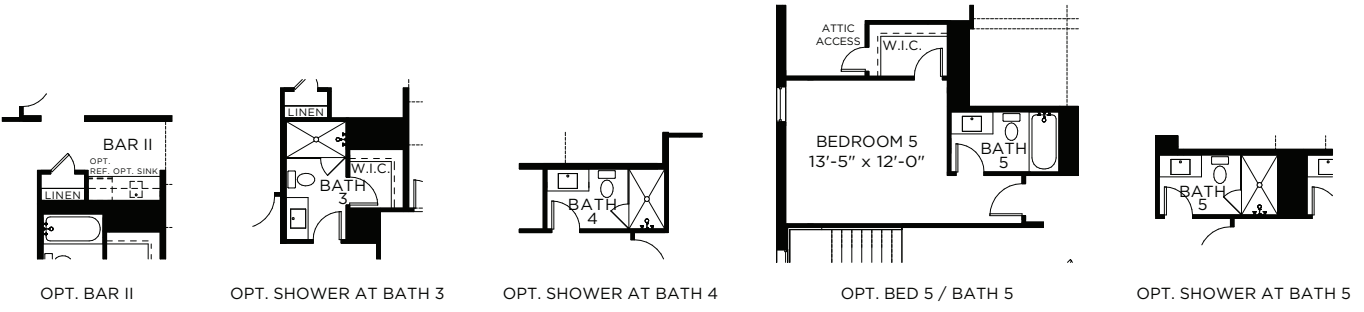 BAR II
OPT.
REF. OPT. SINK
LINEN
OPT. BAR II
LINEN
W.I.C.
BATH
3
OPT. SHOWER AT BATH 3
BATH
4
OPT. SHOWER AT BATH 4
ATTIC
ACCESS
W.I.C.
BEDROOM 5
13'-5" x 12'-0"
BATH
5
OPT. BED 5 / BATH 5
BATH
5
OPT. SHOWER AT BATH 5